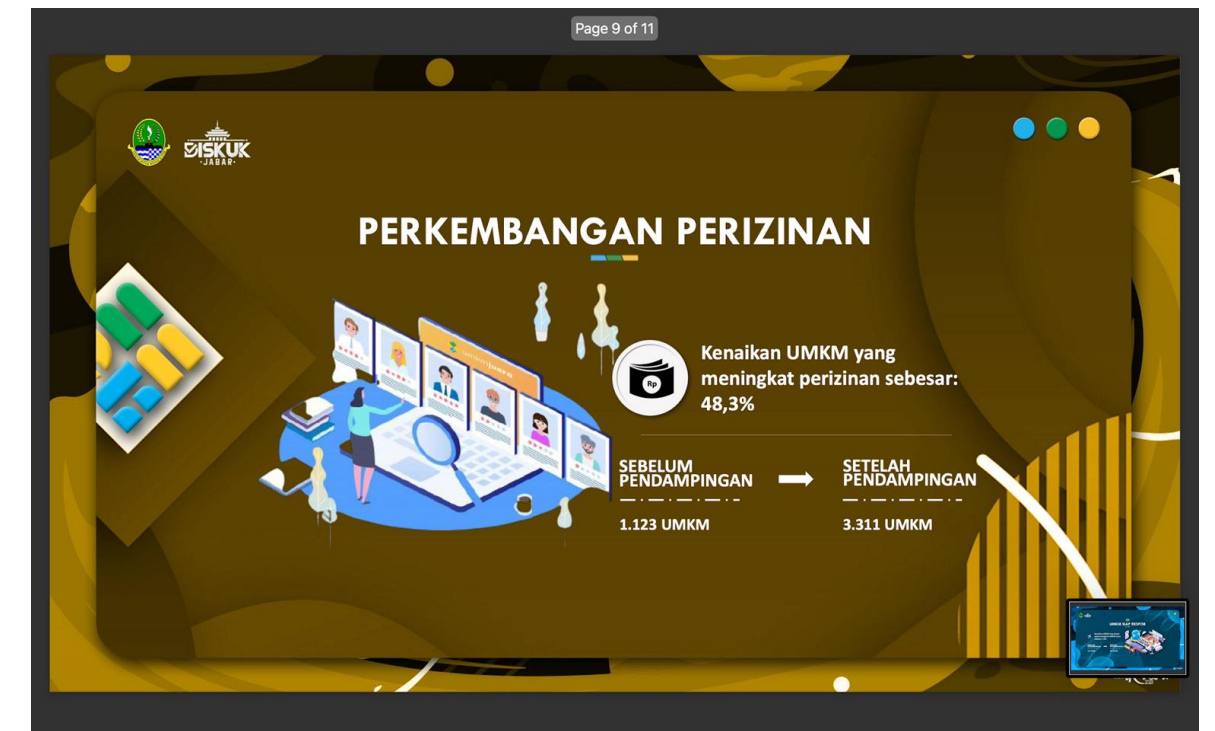 Page 9 of 11
DISKUK
·JABAR·
PERKEMBANGAN PERIZINAN
Kenaikan UMKM yang
meningkat perizinan sebesar:
48,3%
Rp
SEBELUM
PENDAMPINGAN
SETELAH
PENDAMPINGAN
1.123 UMKM
3.311 UMKM